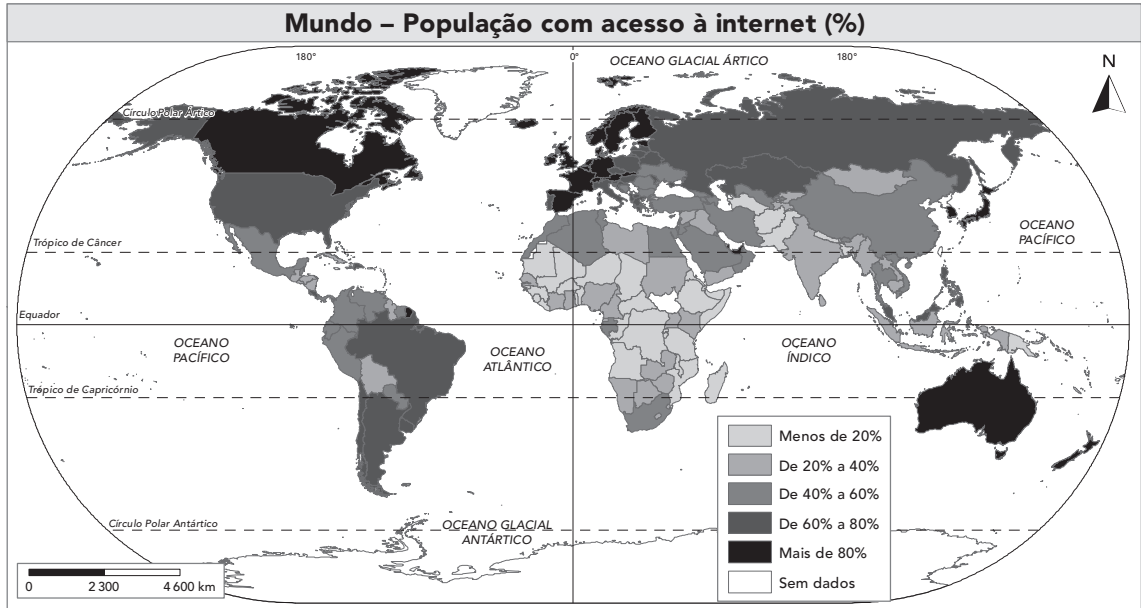 Mundo – População com acesso à internet (%)
180°
0°
180°
OCEANO GLACIAL ÁRTICO
N
Círculo Polar Ártico
Trópico de Câncer
OCEANO
PACÍFICO
Equador
OCEANO
PACÍFICO
OCEANO
ATLÂNTICO
OCEANO
ÍNDICO
Trópico de Capricórnio
Menos de 20%
De 20% a 40%
De 40% a 60%
De 60% a 80%
Mais de 80%
Sem dados
Círculo Polar Antártico
OCEANO GLACIAL
ANTÁRTICO
0 2 300 4 600 km